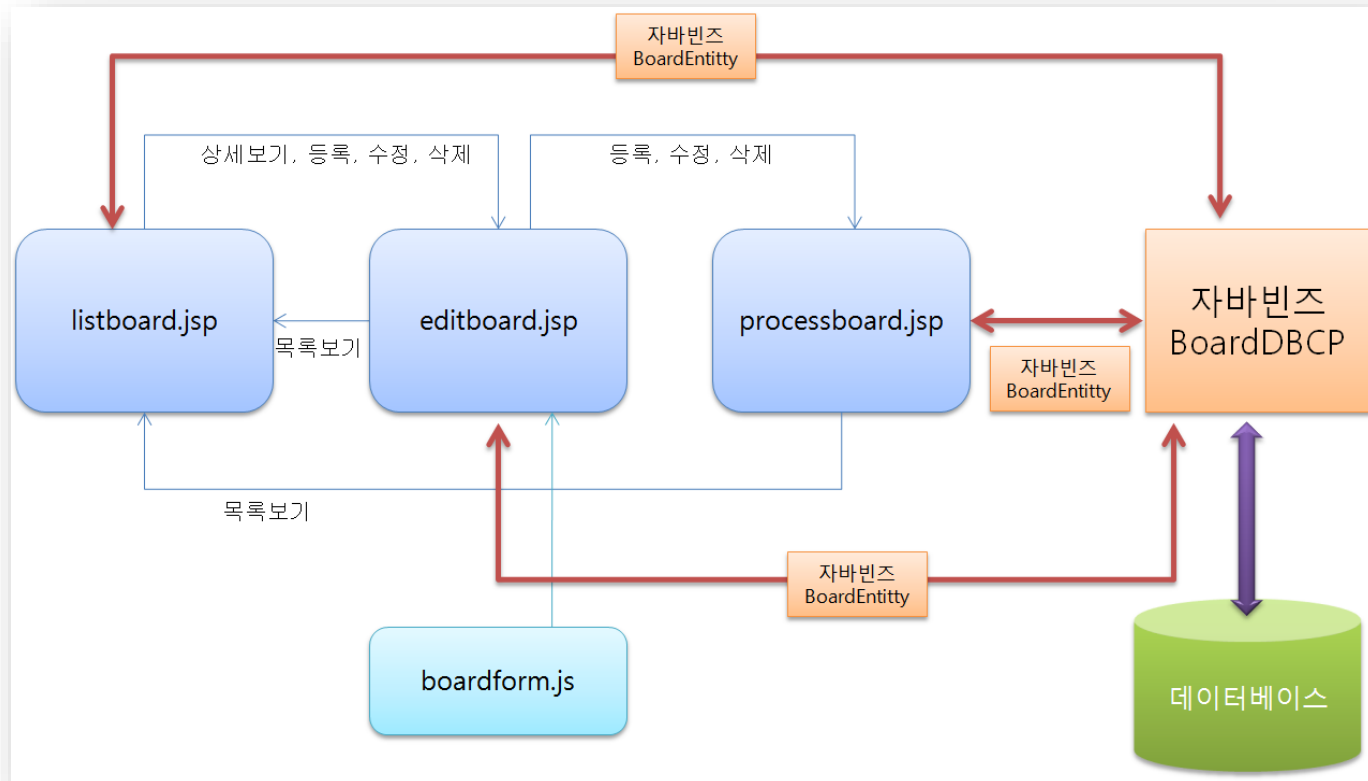 자바빈즈
BoardEntitty
상세보기, 등록, 수정, 삭제
등록, 수정, 삭제
listboard.jsp
editboard.jsp
processboard.jsp
자바빈즈
BoardDBCP
목록보기
자바빈즈
BoardEntitty
목록보기
자바빈즈
BoardEntitty
boardform.js
데이터베이스